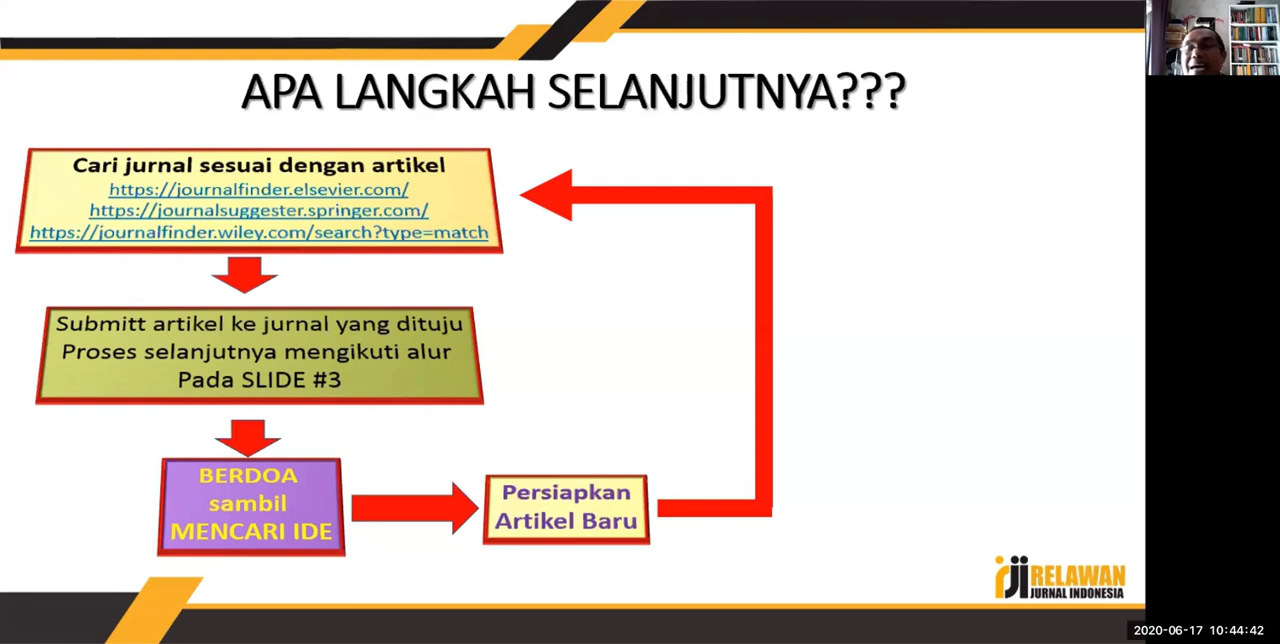 APA LANGKAH SELANJUTNYA???
Cari jurnal sesuai dengan artikel
https://journalfinder.elsevier.com/
https://journalsuggester.springer.com/
https://journalfinder.wiley.com/search?type=match
Submitt artikel ke jurnal yang dituju
Proses selanjutnya mengikuti alur
Pada SLIDE #3
BERDOA
sambil
MENCARI IDE
Persiapkan
Artikel Baru
rji RELAWAN
JURNAL INDONESIA
2020-06-17 10:44:42